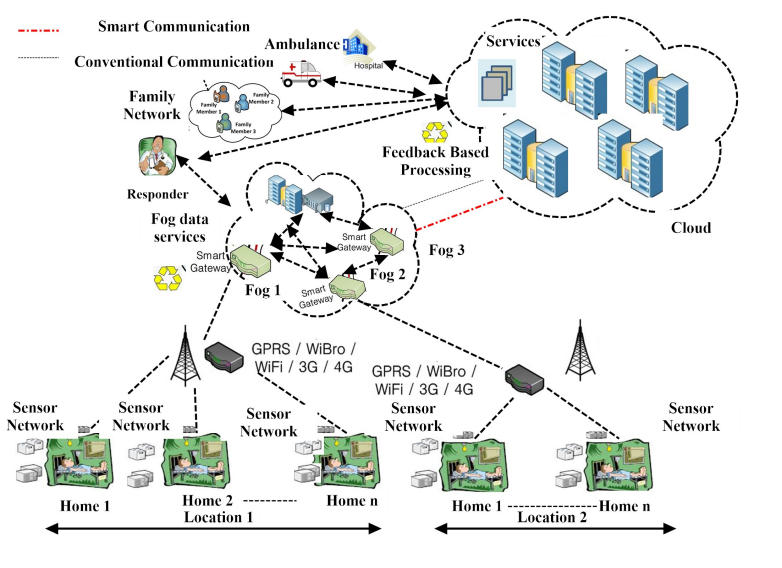 Smart Communication
Conventional Communication
Ambulance
Hospital
Services
Family
Network
Family
Member 1
Family
Member 2
Family
Member 3
Feedback Based
Processing
Responder
Cloud
Fog data
services
Smart
Gateway
Smart
Gateway
Smart
Gateway
Fog 1
Fog 2
Fog 3
GPRS / WiBro /
WiFi / 3G / 4G
GPRS / WiBro /
WiFi / 3G / 4G
Sensor
Network
Sensor
Network
Sensor
Network
Sensor
Network
Sensor
Network
Home 1
Home 2
Home n
Home 1
Home n
Location 1
Location 2